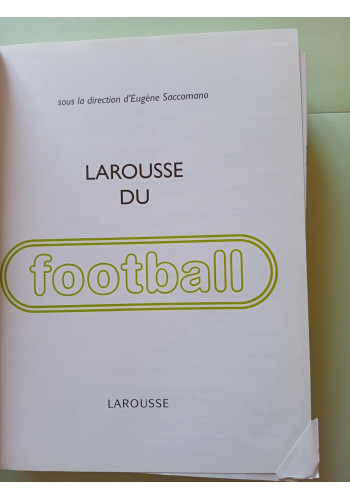 sous la direction d'Eugène Saccomano
LAROUSSE
DU
football
LAROUSSE